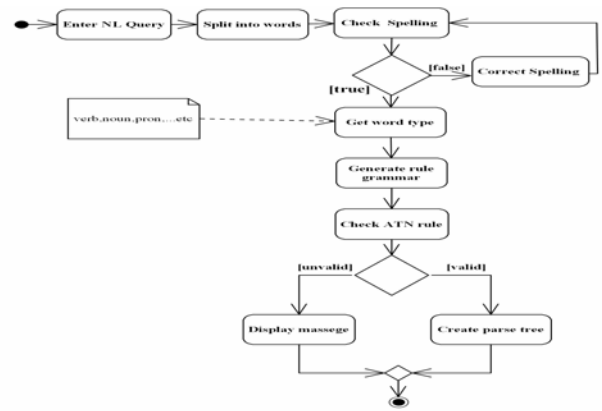 Enter NL Query
Split into words
Check Spelling
[false]
Correct Spelling
[true]
verb,noun,pron,...etc
Get word type
Generate rule
grammar
Check ATN rule
[unvalid]
[valid]
Display massege
Create parse tree